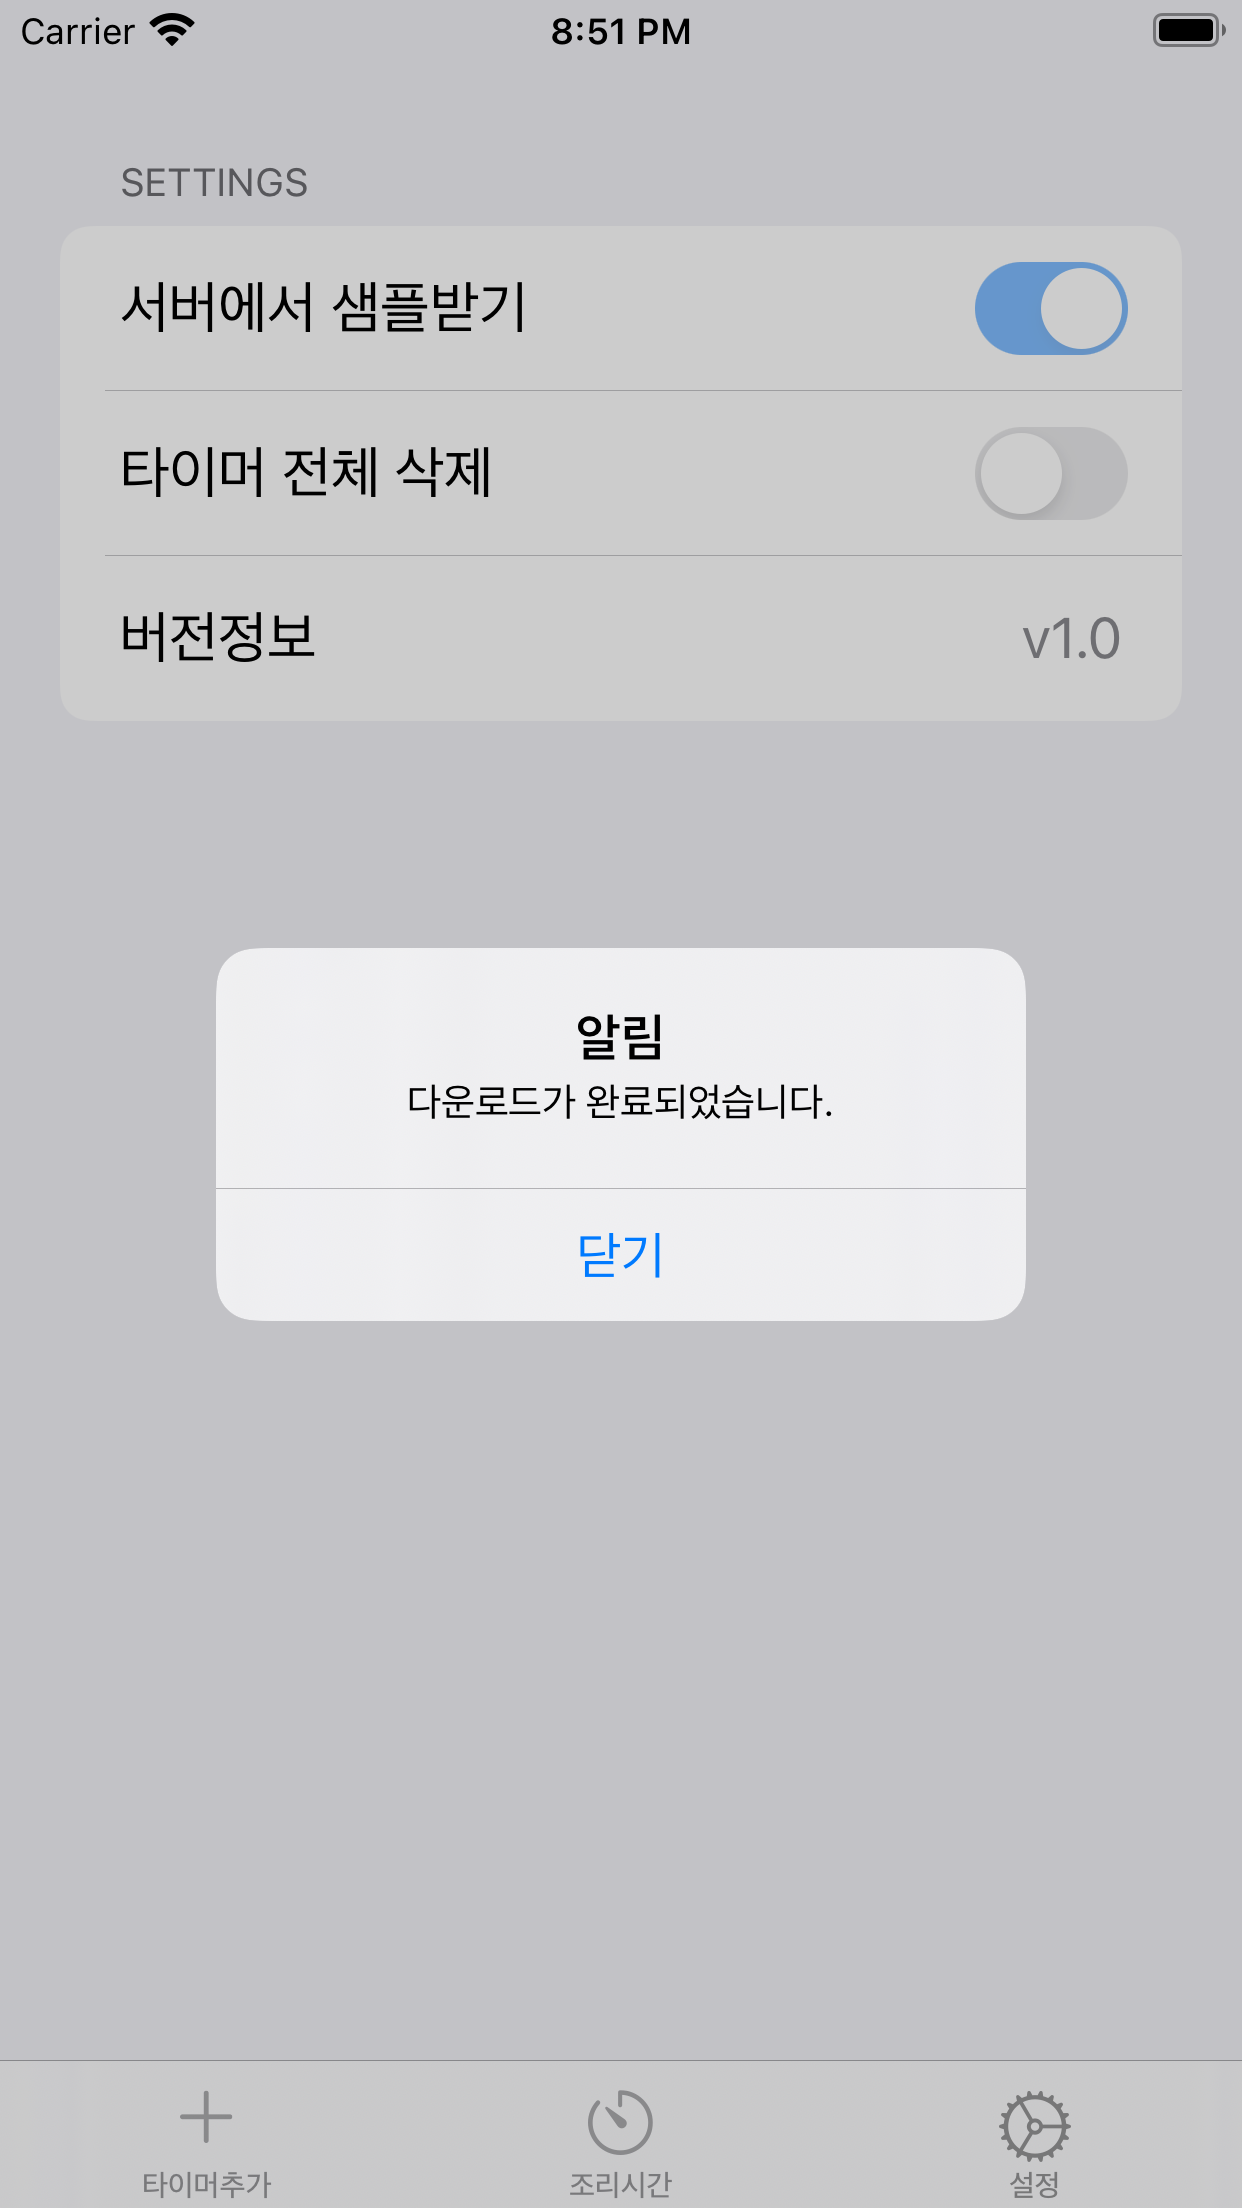 Carrier 8:51 PM
SETTINGS
서버에서 샘플받기
타이머 전체 삭제
버전정보 v1.0
알림
다운로드가 완료되었습니다.
닫기
타이머추가 조리시간 설정